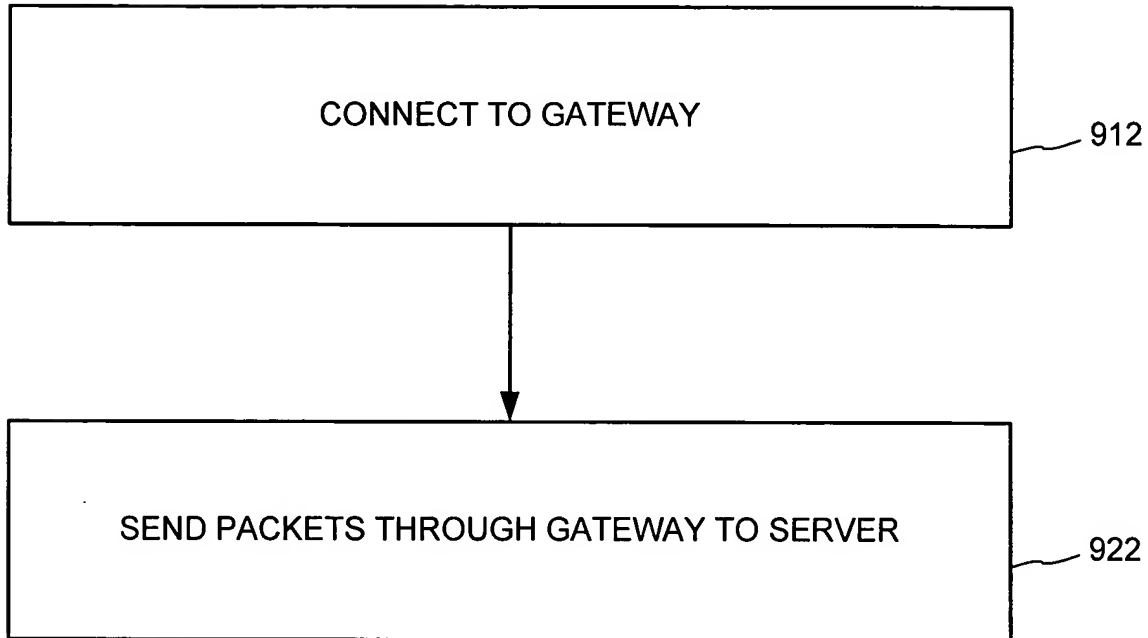 CONNECT TO GATEWAY
912
SEND PACKETS THROUGH GATEWAY TO SERVER
922